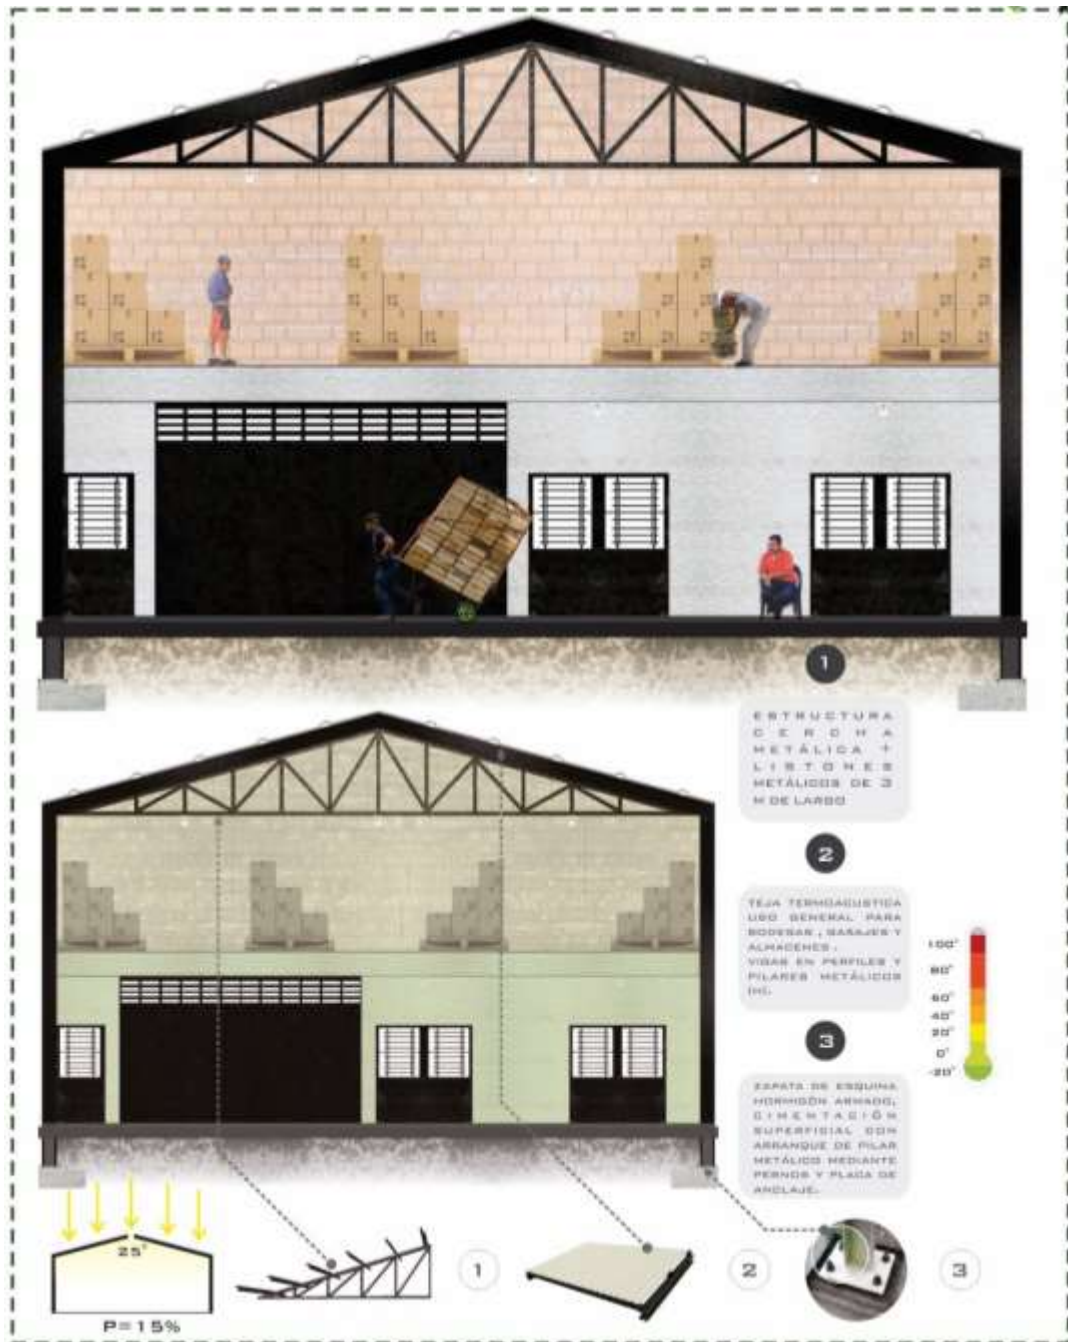 1
ESTRUCTURA
CERCHA
METÁLICA +
LISTONES
METÁLICOS DE 3
M DE LARGO
2
TEJA TERMOACUSTICA
USO GENERAL PARA
BODEGAS , GARAJES Y
ALMACENES .
VIGAS EN PERFILES Y
PILARES METÁLICOS
(H).
3
ZAPATA DE ESQUINA
HORMIGÓN ARMADO,
CIMENTACIÓN
SUPERFICIAL CON
ARRANQUE DE PILAR
METÁLICO MEDIANTE
PERNOS Y PLACA DE
ANCLAJE.
100°
80°
60°
40°
20°
0°
-20°
25°
P=15%
1
2
3